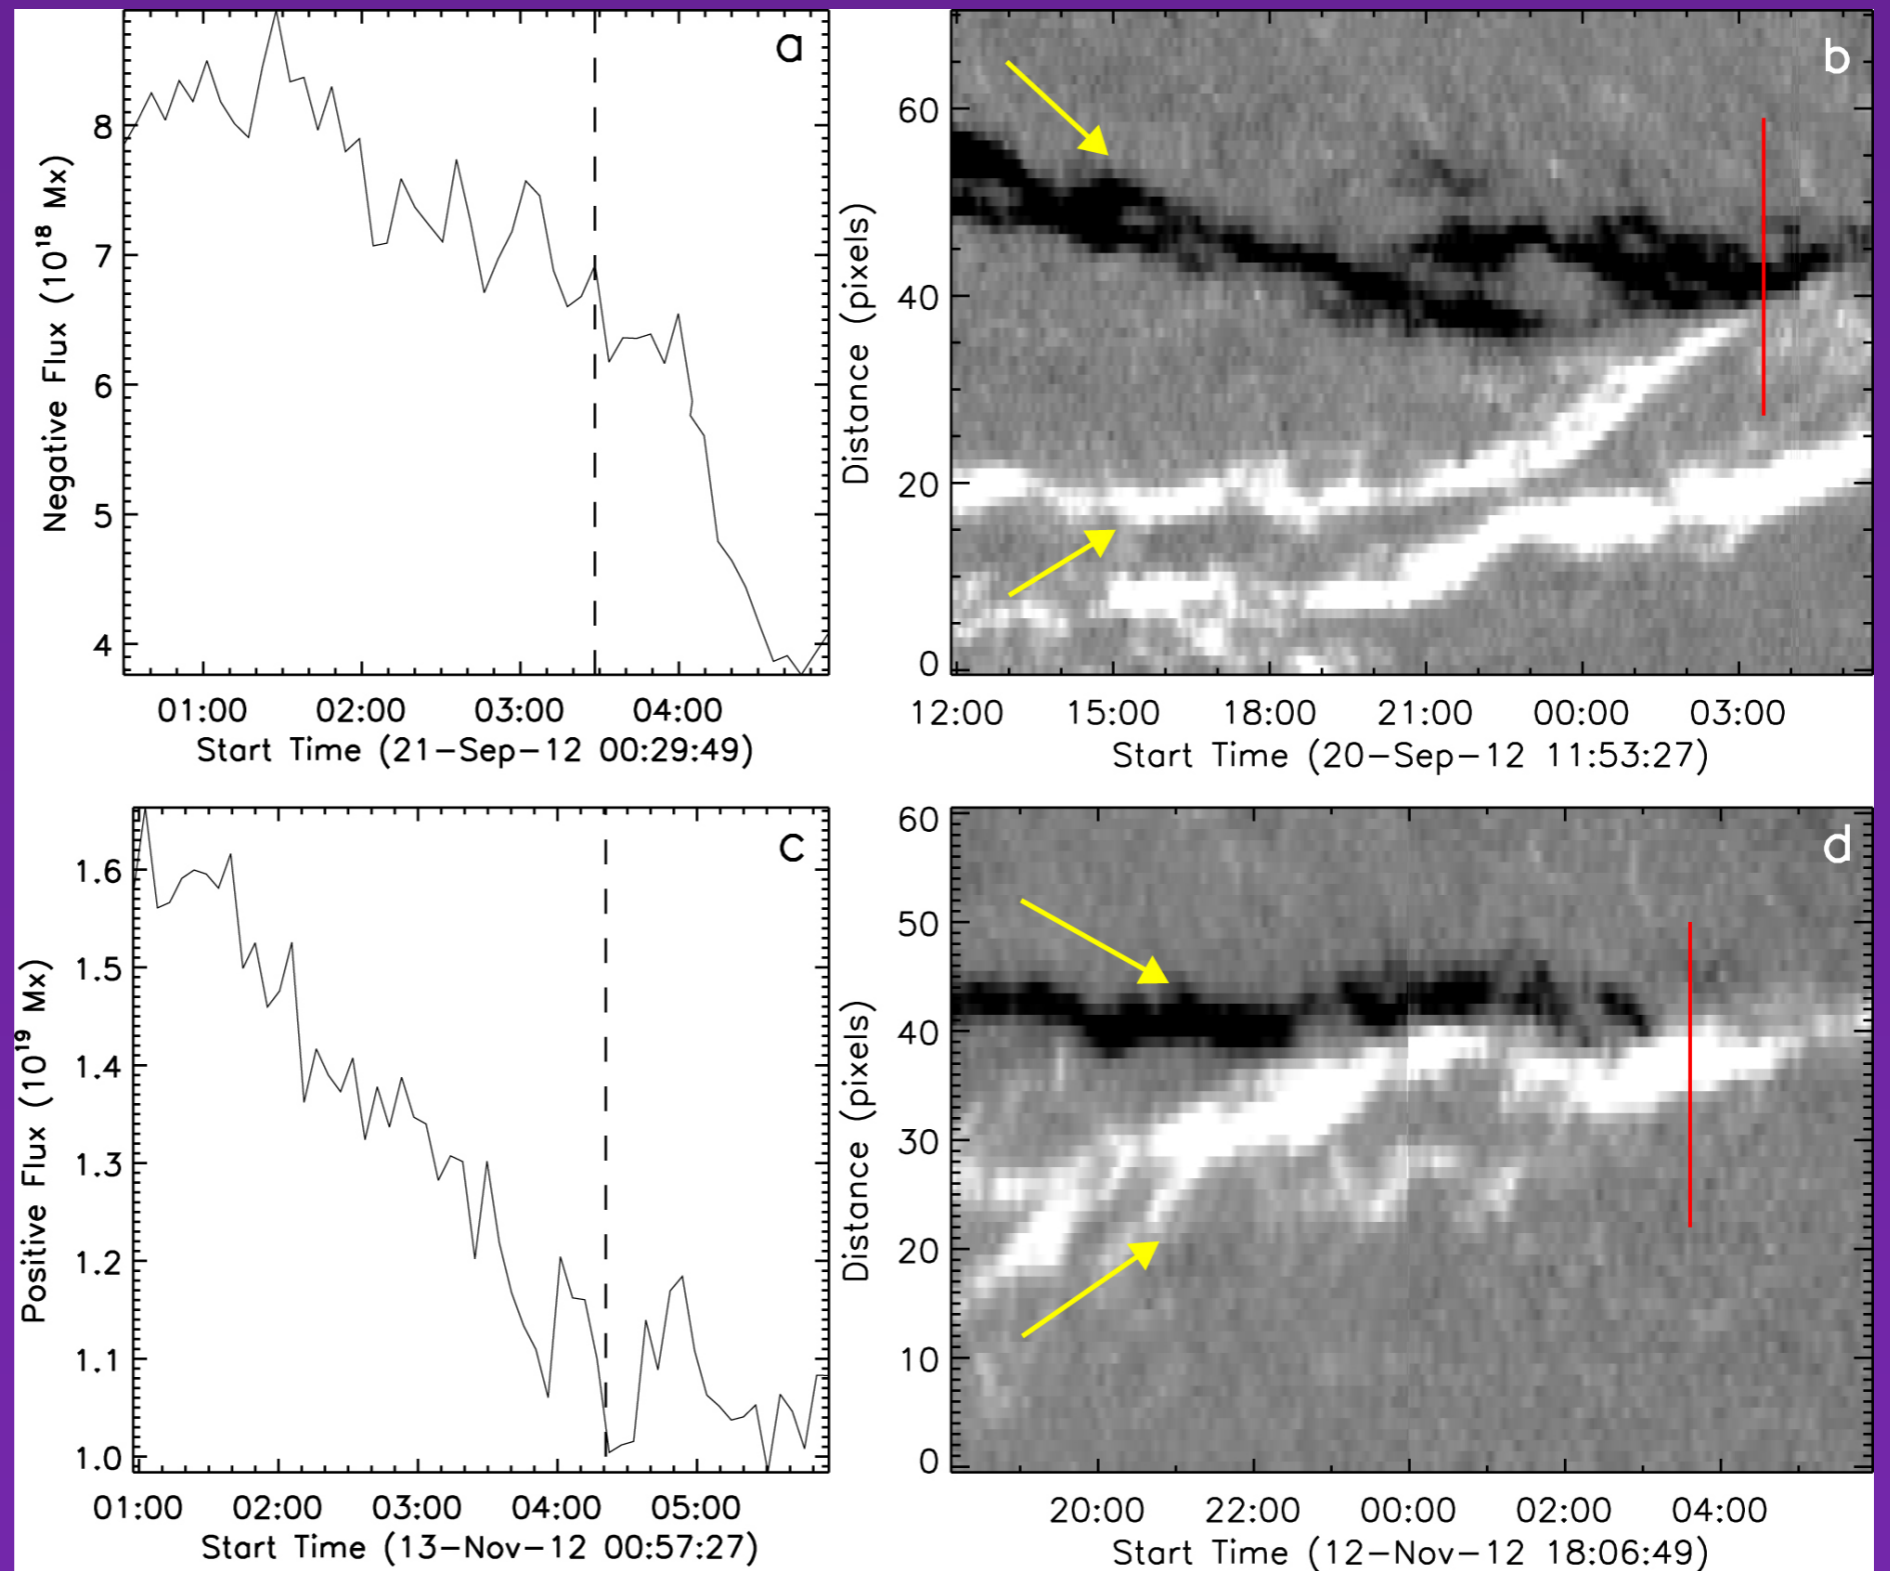 a
Negative Flux (10^18 Mx)
8
7
6
5
4
01:00 02:00 03:00 04:00
Start Time (21-Sep-12 00:29:49)
b
Distance (pixels)
60
40
20
0
12:00 15:00 18:00 21:00 00:00 03:00
Start Time (20-Sep-12 11:53:27)
c
Positive Flux (10^19 Mx)
1.6
1.5
1.4
1.3
1.2
1.1
1.0
01:00 02:00 03:00 04:00 05:00
Start Time (13-Nov-12 00:57:27)
d
Distance (pixels)
60
50
40
30
20
10
0
20:00 22:00 00:00 02:00 04:00
Start Time (12-Nov-12 18:06:49)